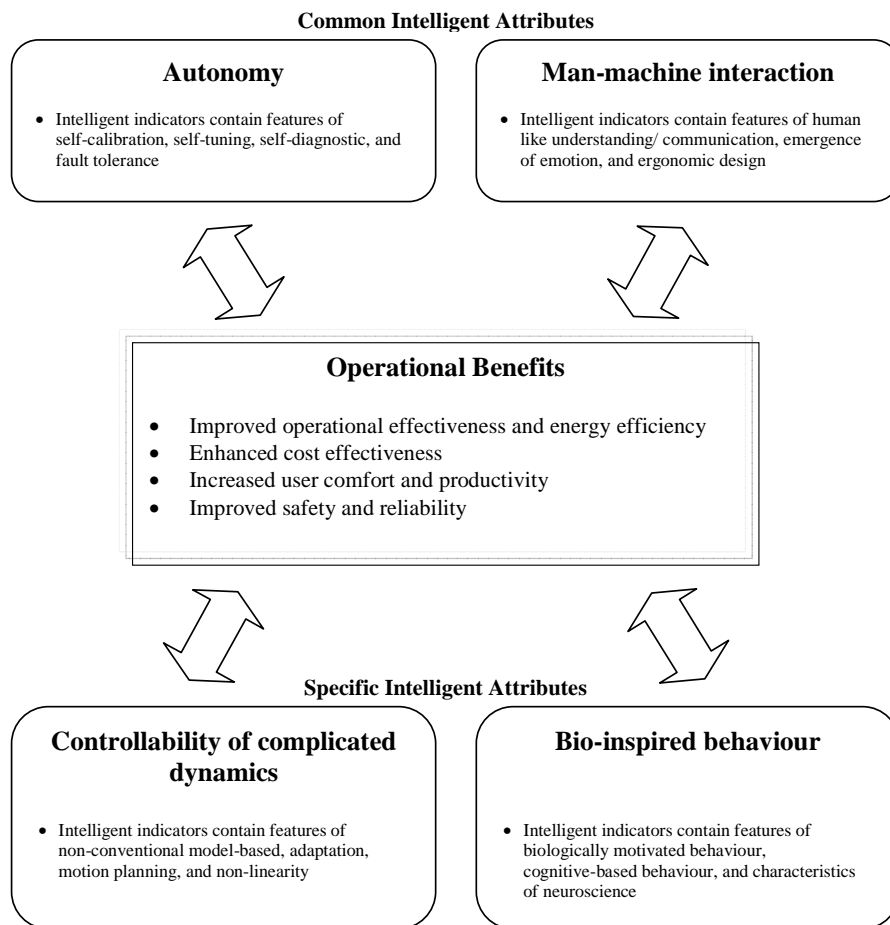 Common Intelligent Attributes
Autonomy
• Intelligent indicators contain features of
self-calibration, self-tuning, self-diagnostic, and
fault tolerance
Man-machine interaction
• Intelligent indicators contain features of human
like understanding/ communication, emergence
of emotion, and ergonomic design
Operational Benefits
• Improved operational effectiveness and energy efficiency
• Enhanced cost effectiveness
• Increased user comfort and productivity
• Improved safety and reliability
Specific Intelligent Attributes
Controllability of complicated
dynamics
• Intelligent indicators contain features of
non-conventional model-based, adaptation,
motion planning, and non-linearity
Bio-inspired behaviour
• Intelligent indicators contain features of
biologically motivated behaviour,
cognitive-based behaviour, and characteristics
of neuroscience